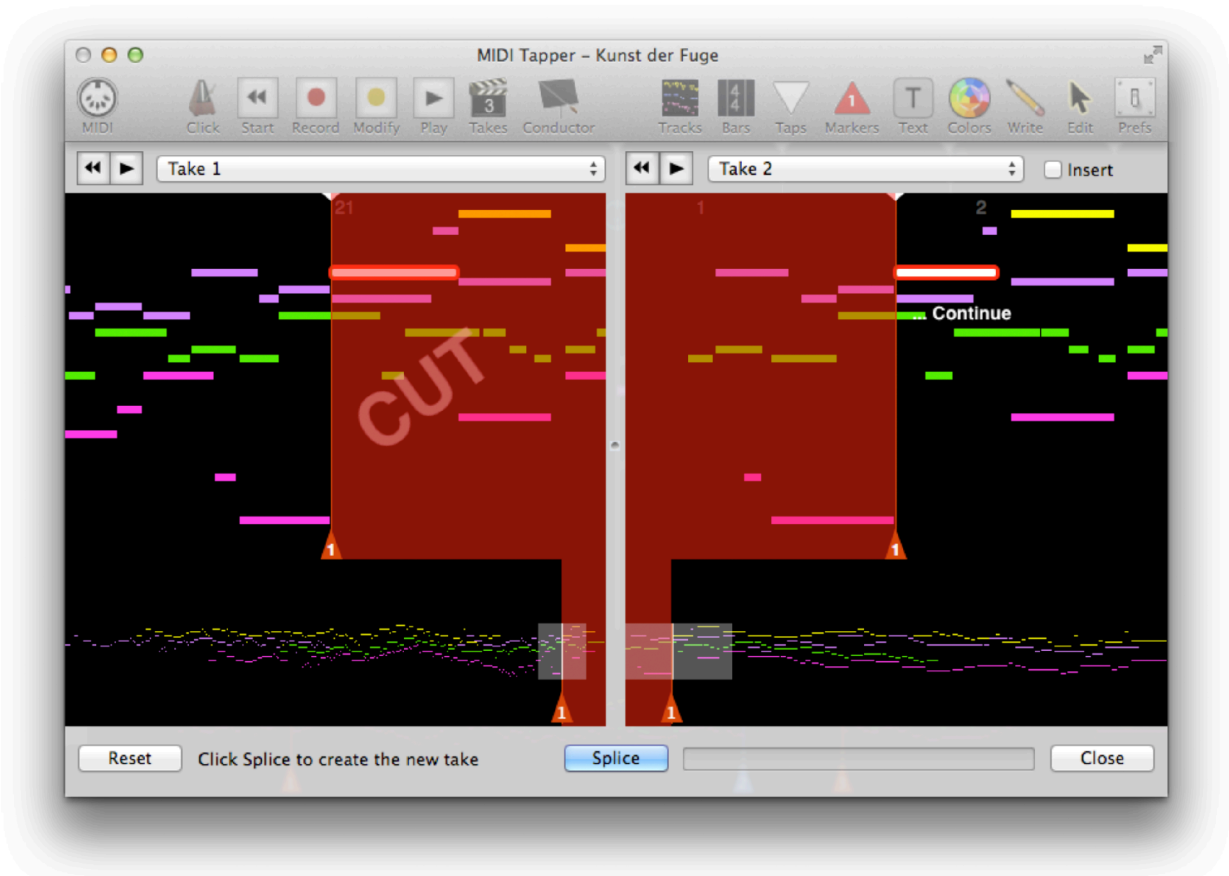 MIDI Tapper – Kunst der Fuge
3
4
4
1
T
MIDI Click Start Record Modify Play Takes Conductor Tracks Bars Taps Markers Text Colors Write Edit Prefs
Take 1
Take 2
Insert
21
1
2
... Continue
CUT
1
1
1
1
Reset
Click Splice to create the new take
Splice
Close